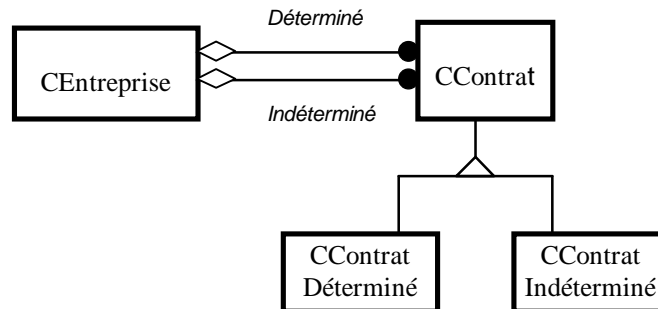 Déterminé
CEntreprise
CContrat
Indéterminé
CContrat
Déterminé
CContrat
Indéterminé